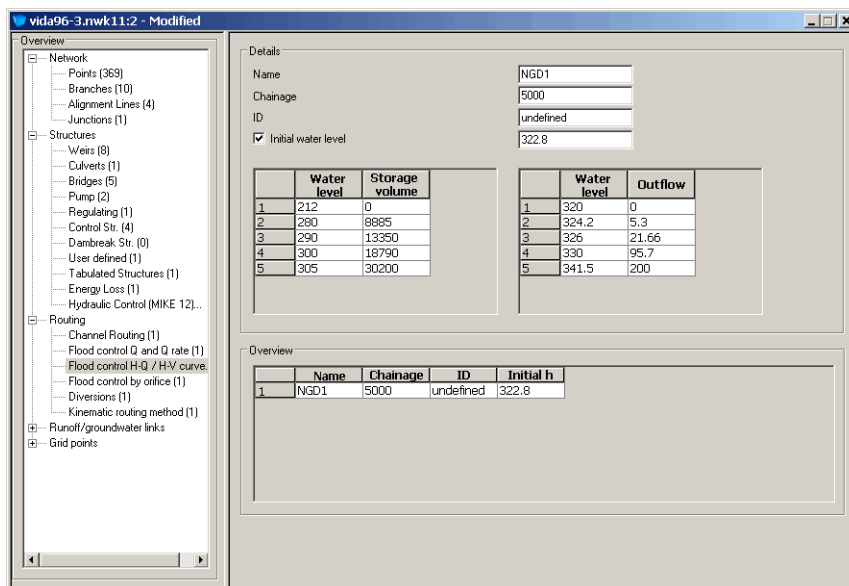 vida96-3.nwk11:2 - Modified
Overview
Network
Points (369)
Branches (10)
Alignment Lines (4)
Junctions (1)
Structures
Weirs (8)
Culverts (1)
Bridges (5)
Pump (2)
Regulating (1)
Control Str. (4)
Dambreak Str. (0)
User defined (1)
Tabulated Structures (1)
Energy Loss (1)
Hydraulic Control (MIKE 12)...
Routing
Channel Routing (1)
Flood control Q and Q rate (1)
Flood control H-Q / H-V curve.
Flood control by orifice (1)
Diversions (1)
Kinematic routing method (1)
Runoff/groundwater links
Grid points
Details
Name NGD1
Chainage 5000
ID undefined
Initial water level 322.8
Water level Storage volume
1 212 0
2 280 8885
3 290 13350
4 300 18790
5 305 30200
Water level Outflow
1 320 0
2 324.2 5.3
3 326 21.66
4 330 95.7
5 341.5 200
Overview
Name Chainage ID Initial h
1 NGD1 5000 undefined 322.8